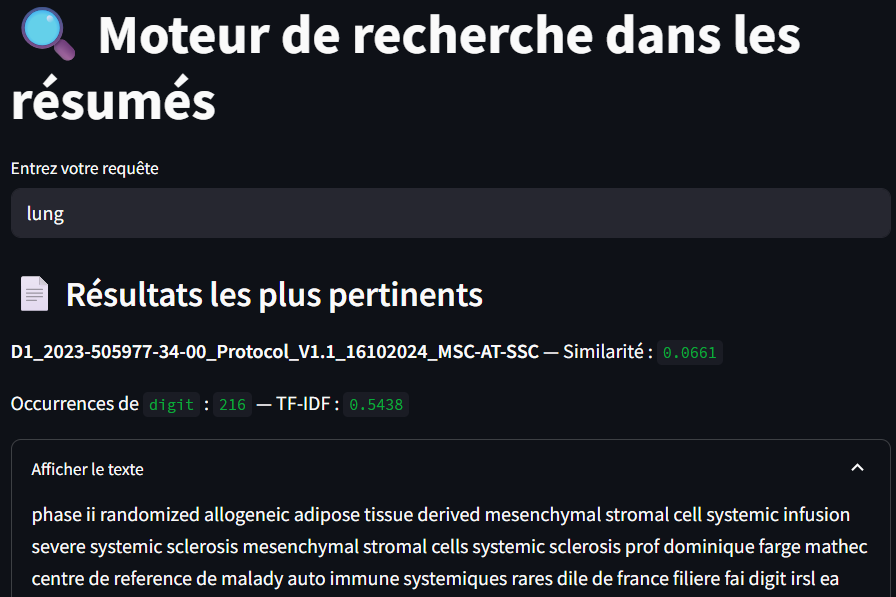 Moteur de recherche dans les
résumés
Entrez votre requête
lung
Résultats les plus pertinents
D1_2023-505977-34-00_Protocol_V1.1_16102024_MSC-AT-SSC — Similarité : 0.0661
Occurrences de digit : 216 — TF-IDF : 0.5438
Afficher le texte
phase ii randomized allogeneic adipose tissue derived mesenchymal stromal cell systemic infusion
severe systemic sclerosis mesenchymal stromal cells systemic sclerosis prof dominique farge mathec
centre de reference de malady auto immune systemiques rares dile de france filiere fai digit irsl ea